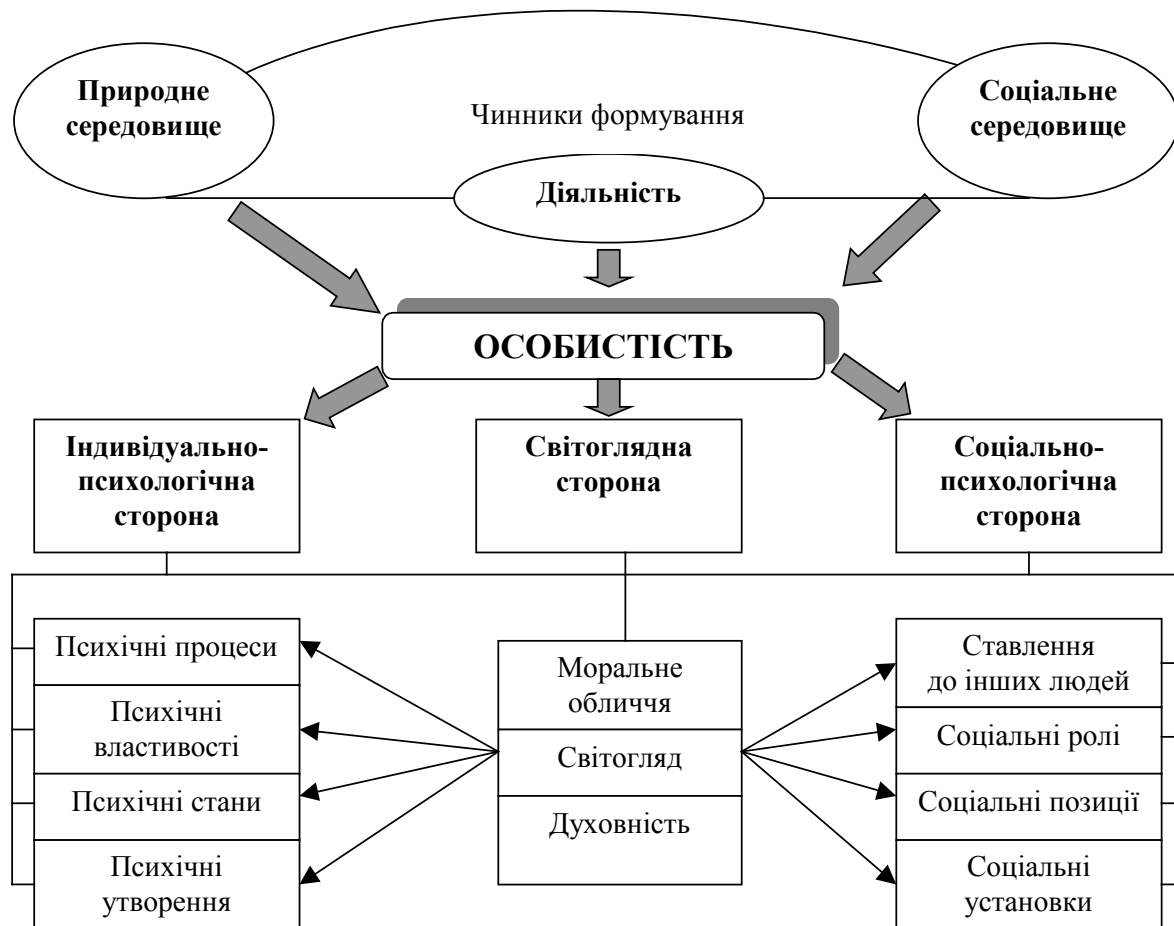 Природне
середовище
Чинники формування
Соціальне
середовище
Діяльність
ОСОБИСТІСТЬ
Індивідуально-
психологічна
сторона
Світоглядна
сторона
Соціально-
психологічна
сторона
Психічні процеси
Психічні
властивості
Психічні стани
Психічні
утворення
Моральне
обличчя
Світогляд
Духовність
Ставлення
до інших людей
Соціальні ролі
Соціальні позиції
Соціальні
установки